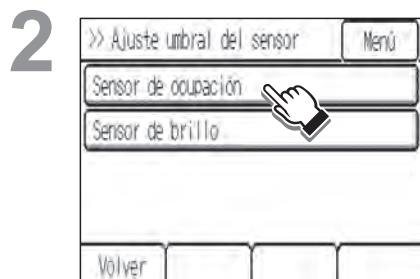 2
>> Ajuste umbral del sensor Menú
Sensor de ocupación
Sensor de brillo
Volver